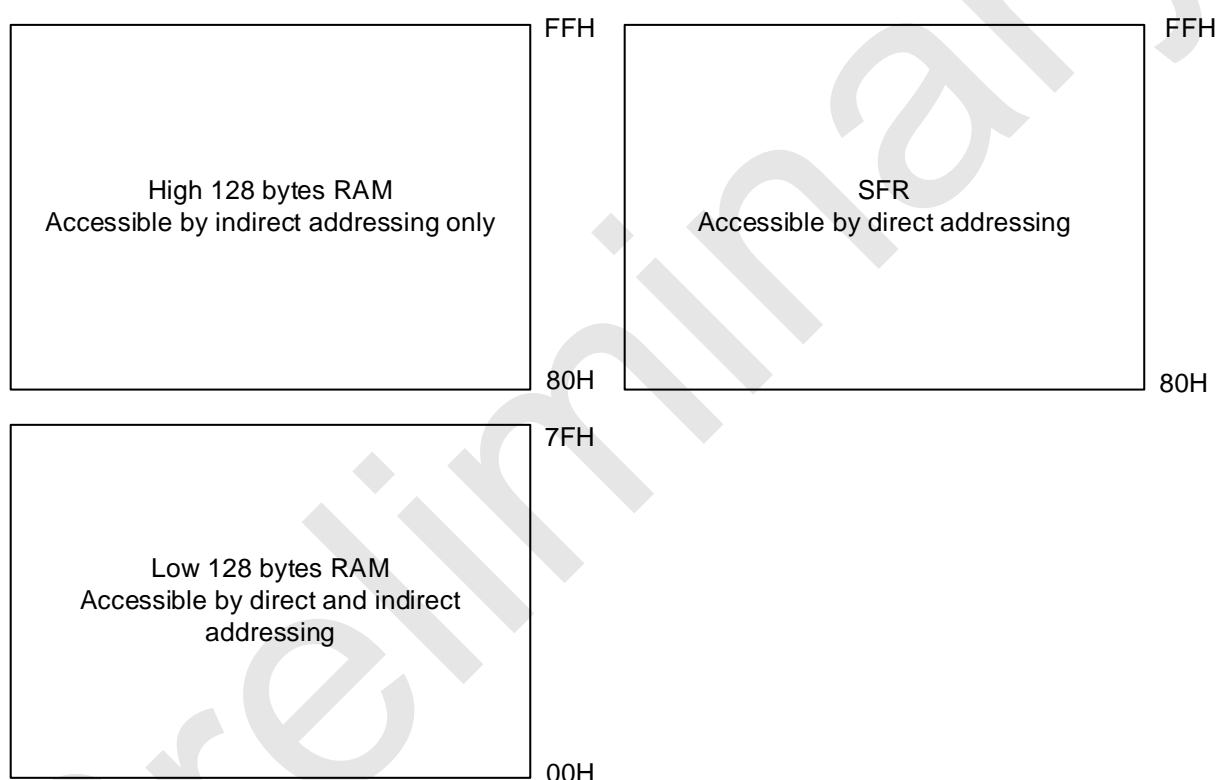 FFH
FFH
High 128 bytes RAM
Accessible by indirect addressing only
SFR
Accessible by direct addressing
80H
80H
7FH
Low 128 bytes RAM
Accessible by direct and indirect
addressing
00H
reliminary